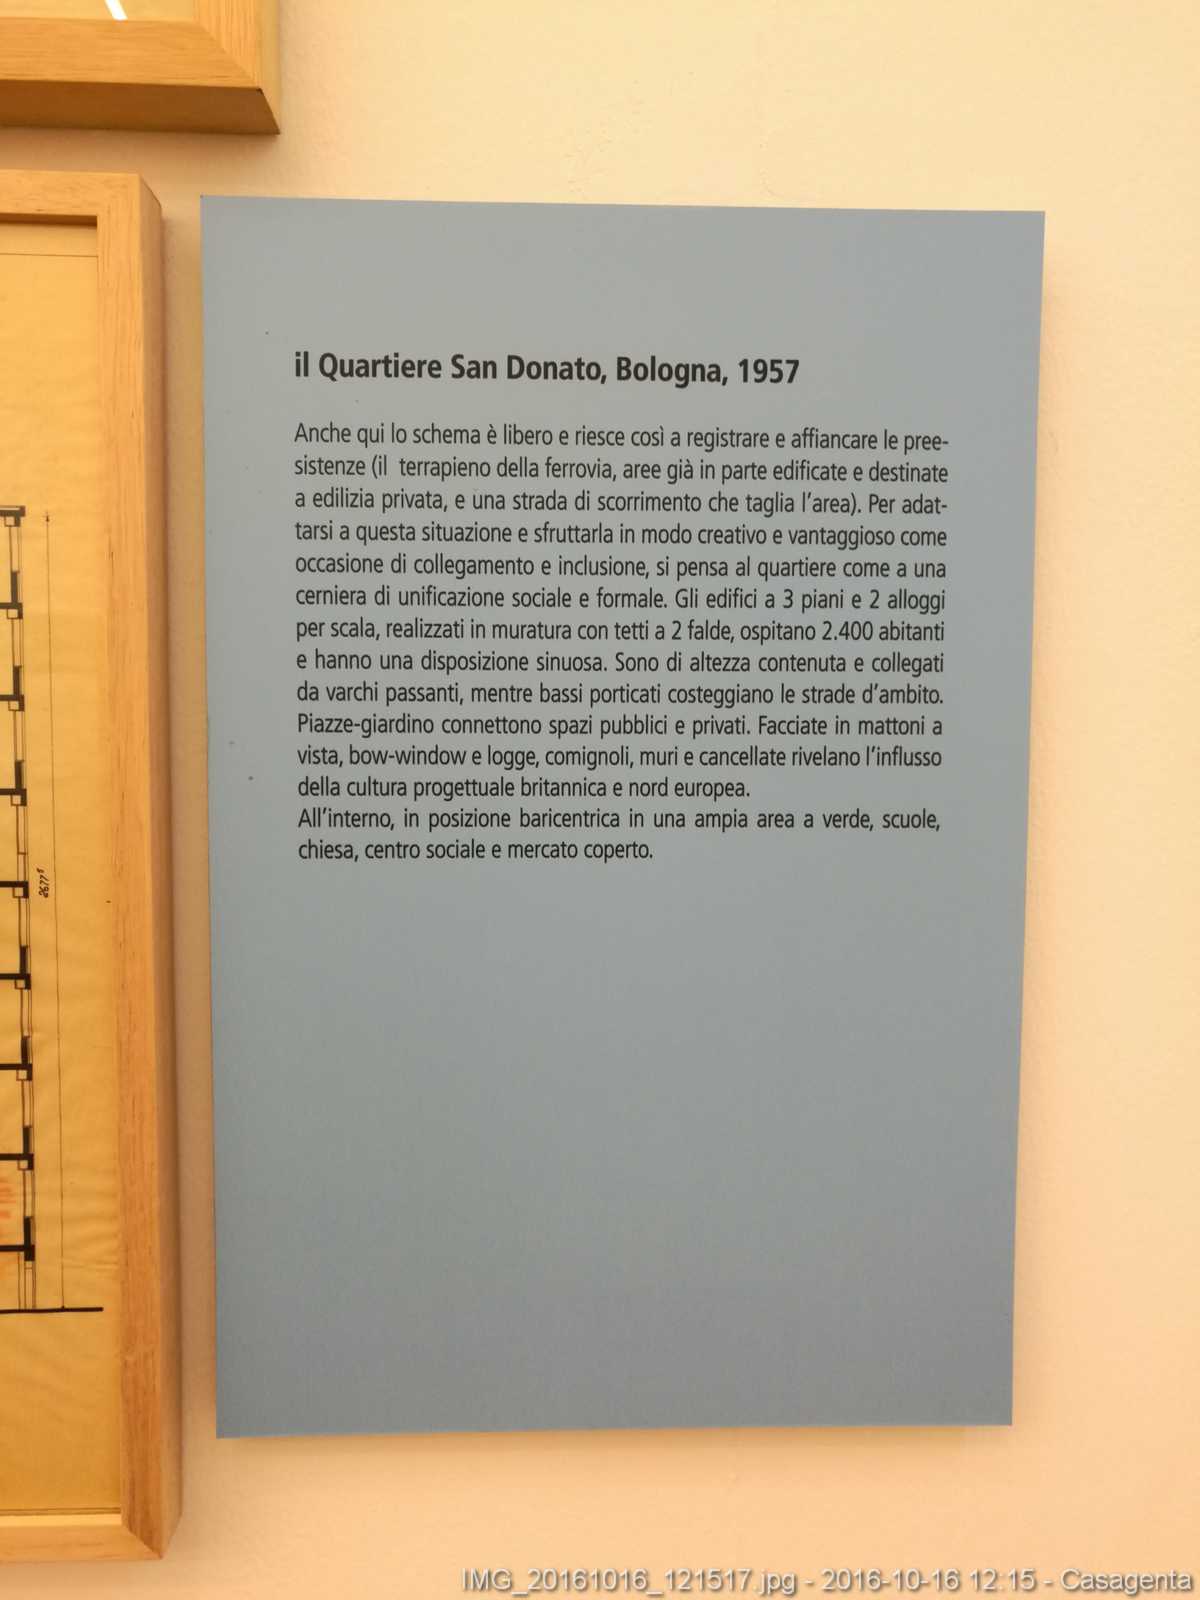 il Quartiere San Donato, Bologna, 1957
Anche qui lo schema è libero e riesce così a registrare e affiancare le pree-
sistenze (il terrapieno della ferrovia, aree già in parte edificate e destinate
a edilizia privata, e una strada di scorrimento che taglia l'area). Per adat-
tarsi a questa situazione e sfruttarla in modo creativo e vantaggioso come
occasione di collegamento e inclusione, si pensa al quartiere come a una
cerniera di unificazione sociale e formale. Gli edifici a 3 piani e 2 alloggi
per scala, realizzati in muratura con tetti a 2 falde, ospitano 2.400 abitanti
e hanno una disposizione sinuosa. Sono di altezza contenuta e collegati
da varchi passanti, mentre bassi porticati costeggiano le strade d'ambito.
Piazze-giardino connettono spazi pubblici e privati. Facciate in mattoni a
vista, bow-window e logge, comignoli, muri e cancellate rivelano l'influsso
della cultura progettuale britannica e nord europea.
All'interno, in posizione baricentrica in una ampia area a verde, scuole,
chiesa, centro sociale e mercato coperto.
IMG_20161016_121517.jpg - 2016-10-16 12:15 - Casagenta